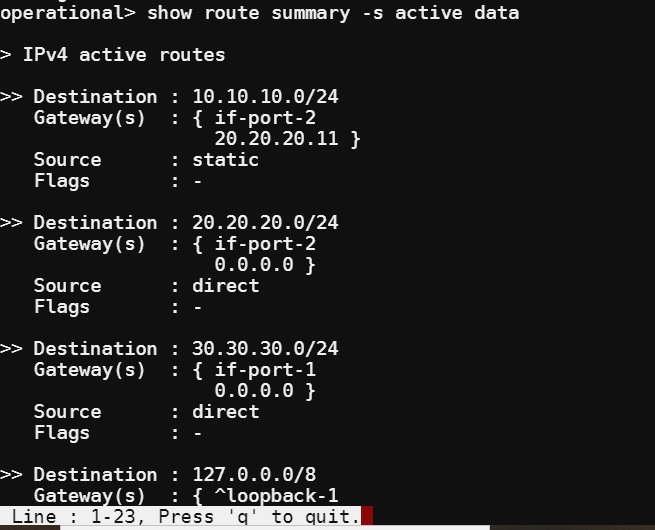 operational> show route summary -s active data
> IPv4 active routes
>> Destination : 10.10.10.0/24
Gateway(s) : { if-port-2
20.20.20.11 }
Source : static
Flags : -
>> Destination : 20.20.20.0/24
Gateway(s) : { if-port-2
0.0.0.0 }
Source : direct
Flags : -
>> Destination : 30.30.30.0/24
Gateway(s) : { if-port-1
0.0.0.0 }
Source : direct
Flags : -
>> Destination : 127.0.0.0/8
Gateway(s) : { ^loopback-1
Line : 1-23, Press 'q' to quit.